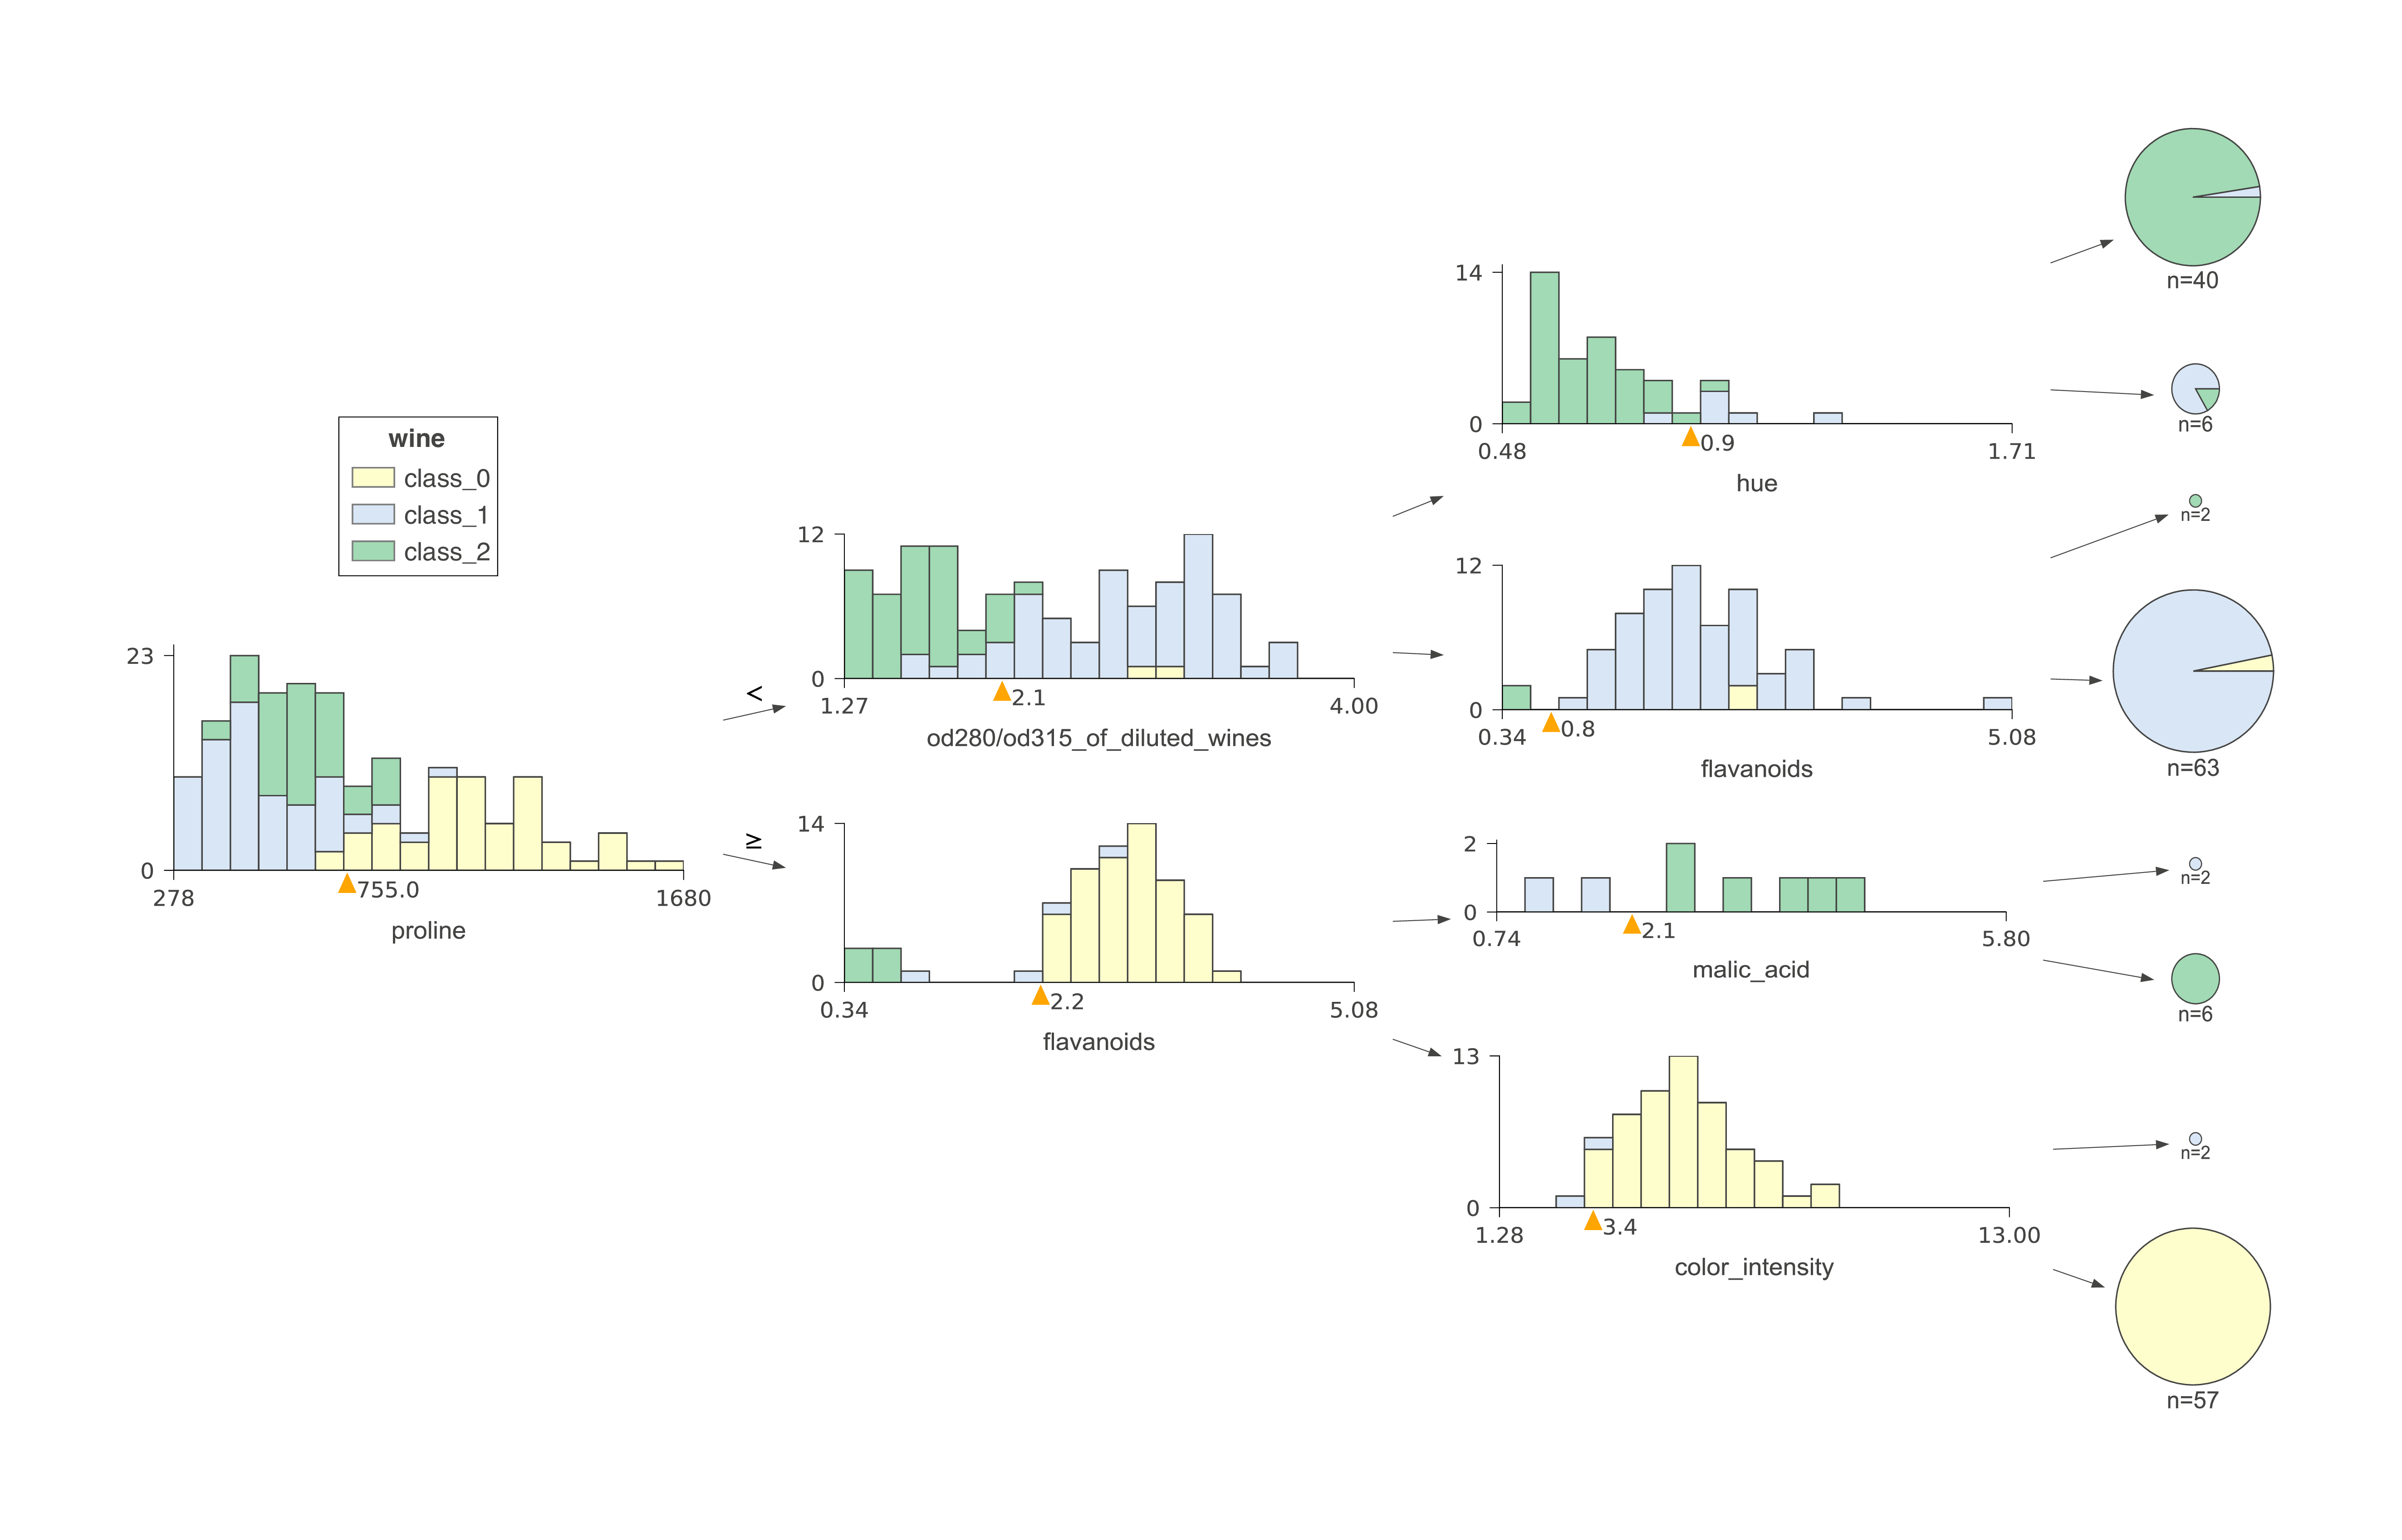 wine
class_0
class_1
class_2
23
0
278
1680
755.0
proline
<
≥
12
0
1.27
4.00
2.1
od280/od315_of_diluted_wines
14
0
0.34
5.08
2.2
flavanoids
14
0
0.48
1.71
0.9
hue
12
0
0.34
5.08
0.8
flavanoids
2
0
0.74
5.80
2.1
malic_acid
13
0
1.28
13.00
3.4
color_intensity
n=40
n=6
n=2
n=63
n=2
n=6
n=2
n=57